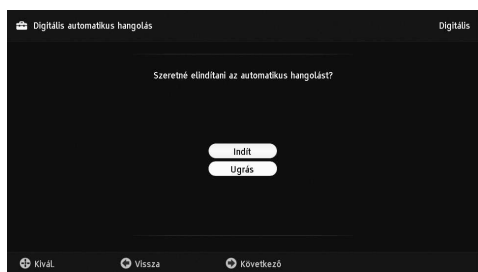 Digitális automatikus hangolás Digitális
Szeretné elindítani az automatikus hangolást?
Indít
Ugrás
Kivál. Vissza Következő